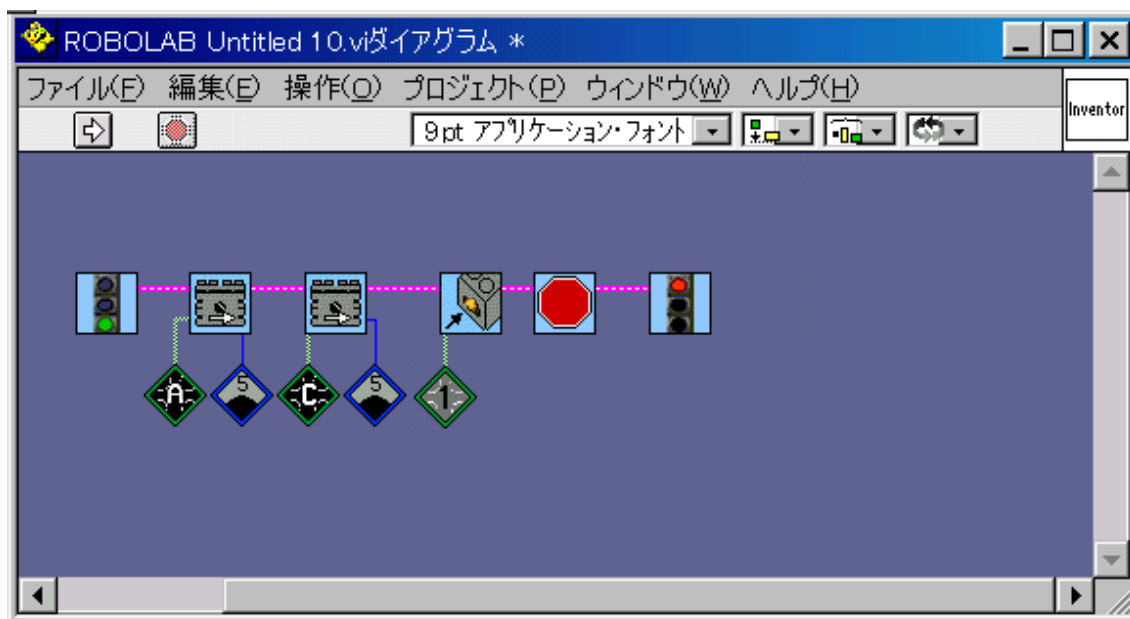 ROBOLAB Untitled 10.viダイアグラム *
ファイル(F) 編集(E) 操作(O) プロジェクト(P) ウィンドウ(W) ヘルプ(H)
Inventor
9pt アプリケーション・フォント
A 5 C 5 1